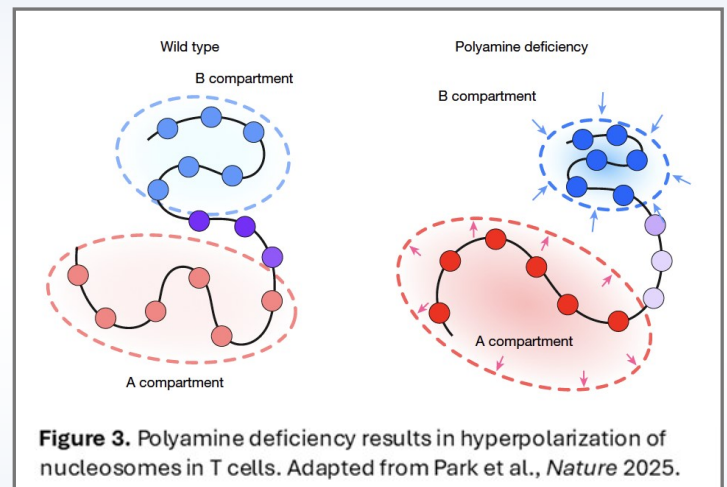 Wild type
Polyamine deficiency
B compartment
B compartment
A compartment
A compartment
Figure 3. Polyamine deficiency results in hyperpolarization of
nucleosomes in T cells. Adapted from Park et al., Nature 2025.